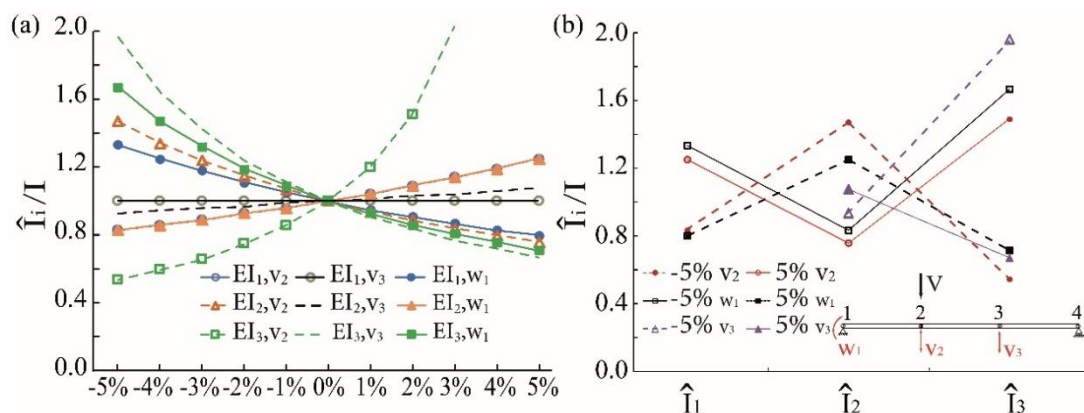 (a)
Î_i/I
2.0
1.6
1.2
0.8
0.4
0.0
-5% -4% -3% -2% -1% 0% 1% 2% 3% 4% 5%
EI₁,v₂ EI₁,v₃ EI₁,w₁
EI₂,v₂ EI₂,v₃ EI₂,w₁
EI₃,v₂ EI₃,v₃ EI₃,w₁
(b)
Î_i/I
2.0
1.6
1.2
0.8
0.4
0.0
-5% v₂ 5% v₂
-5% w₁ 5% w₁
-5% v₃ 5% v₃
V
1 2 3 4
w₁ v₂ v₃
Î₁ Î₂ Î₃